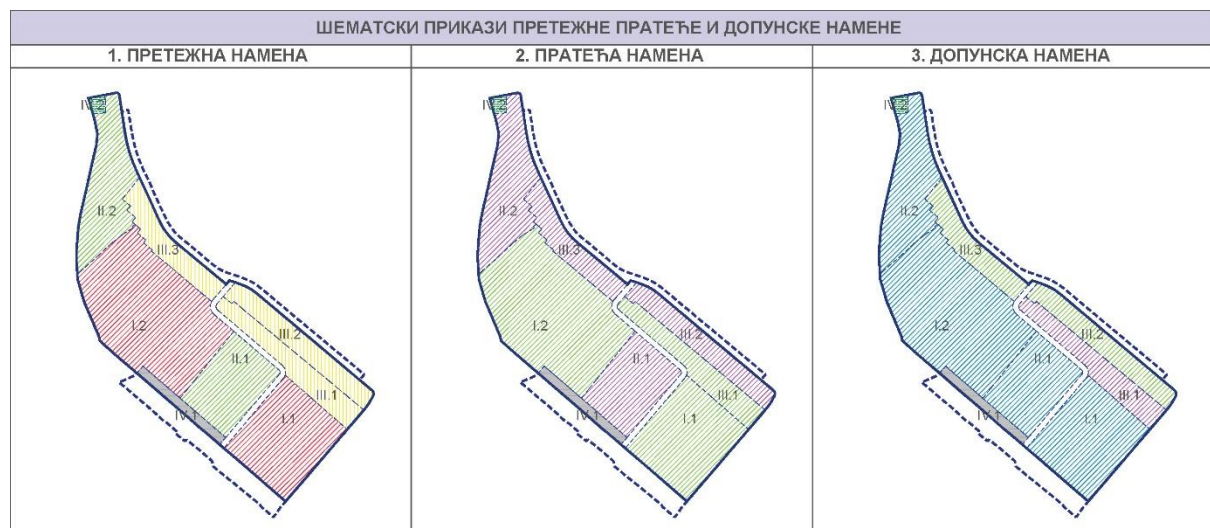 ШЕМАТСКИ ПРИКАЗИ ПРЕТЕЖНЕ ПРАТЕЋЕ И ДОПУНСКЕ НАМЕНЕ
1. ПРЕТЕЖНА НАМЕНА
2. ПРАТЕЋА НАМЕНА
3. ДОПУНСКА НАМЕНА
IV.2
II.2
III.3
I.2
III.2
II.1
III.1
I.1
IV.1
IV.2
II.2
III.3
I.2
III.2
II.1
III.1
I.1
IV.1
IV.2
II.2
III.3
I.2
III.2
II.1
III.1
I.1
IV.1